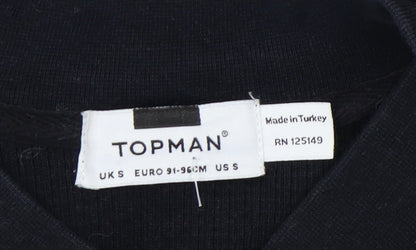 TOPMAN®
UK S EURO 91-96CM US S
Made in Turkey
RN 125149